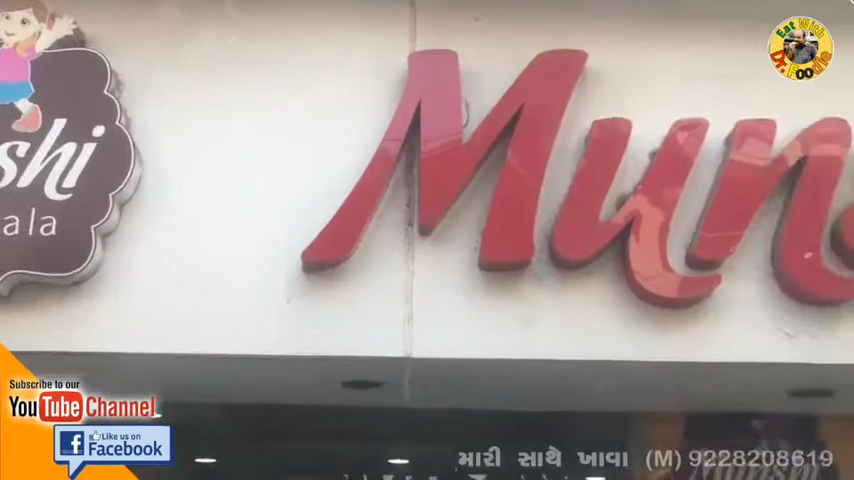 Eat With
Dr. Foodie
shi
ala
Mun
Subscribe to our
YouTube Channel
Like us on
Facebook
મારી સાથે ખાવા (M) 9228208619